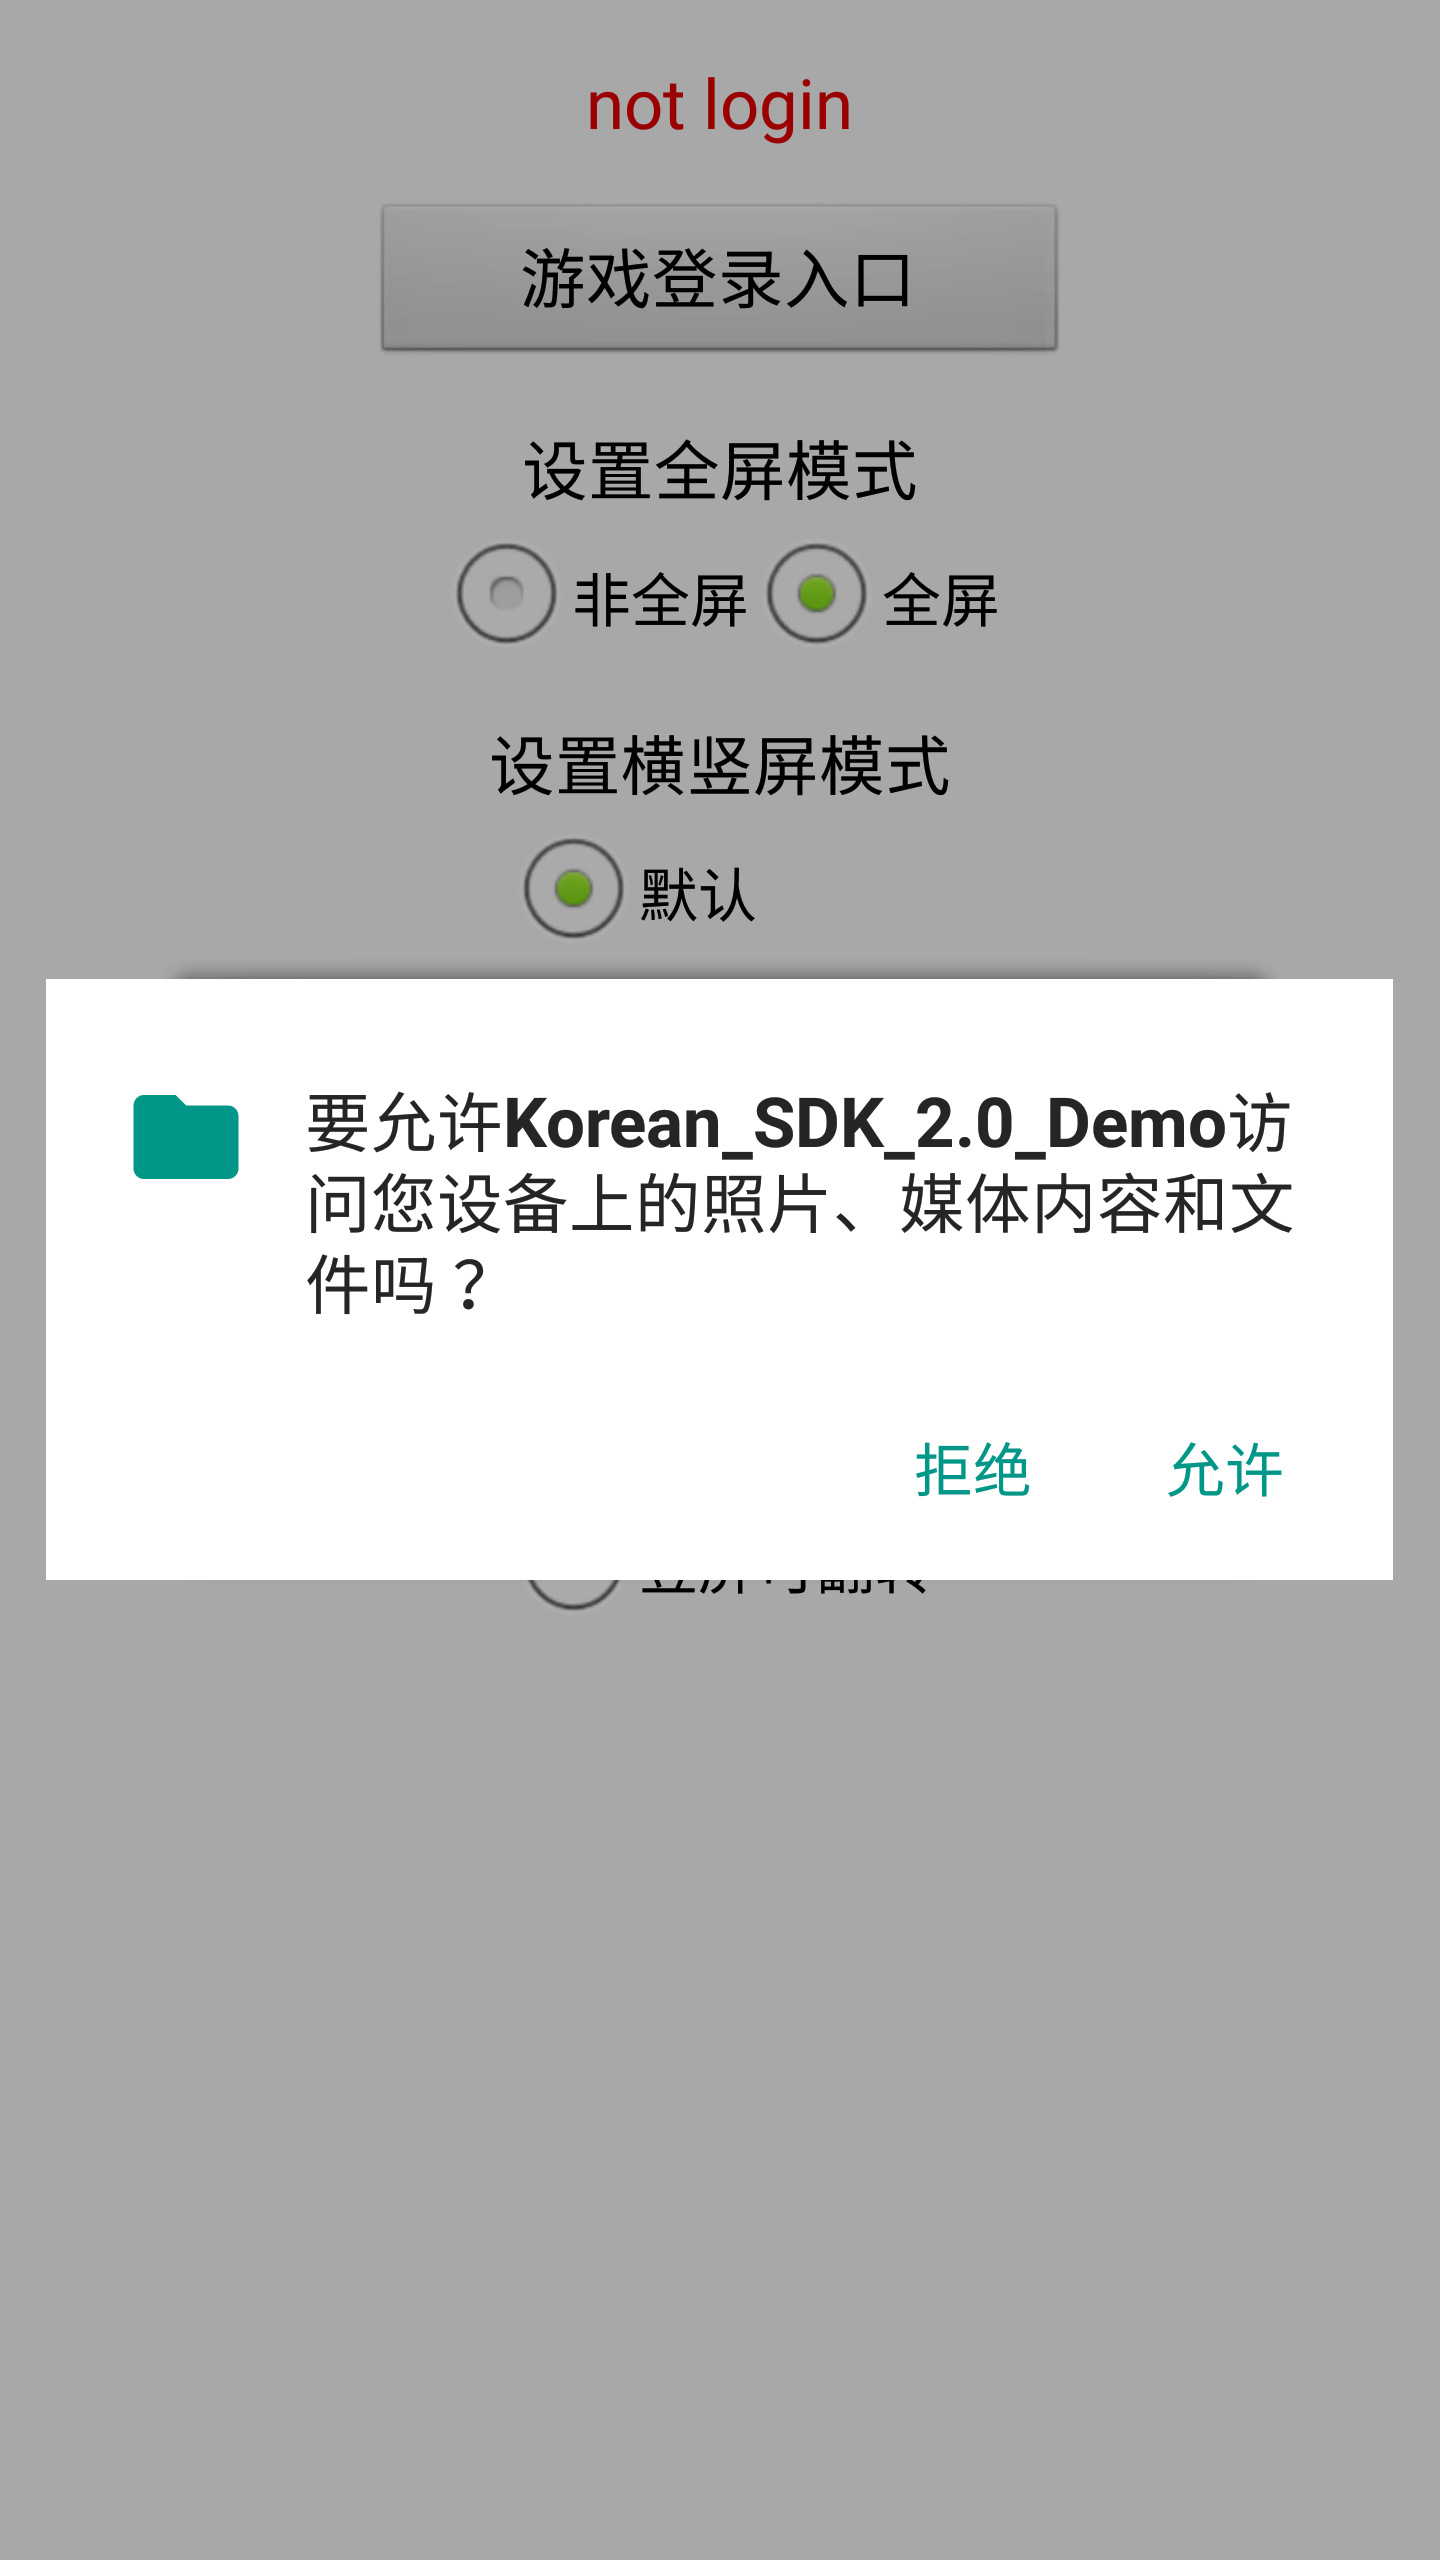 not login
游戏登录入口
设置全屏模式
非全屏 全屏
设置横竖屏模式
默认
要允许Korean_SDK_2.0_Demo访
问您设备上的照片、媒体内容和文
件吗？
拒绝 允许